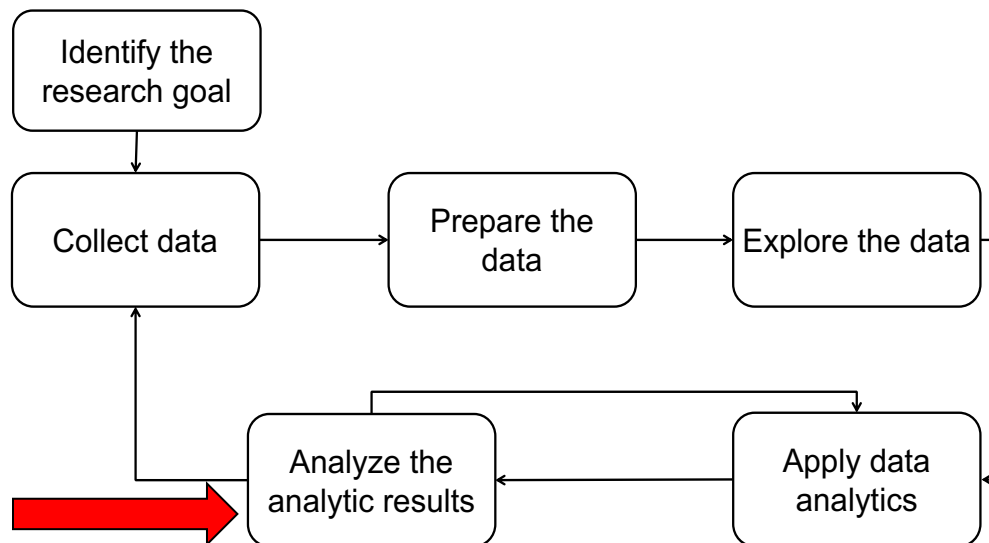 Identify the
research goal
Collect data
Prepare the
data
Explore the data
Analyze the
analytic results
Apply data
analytics